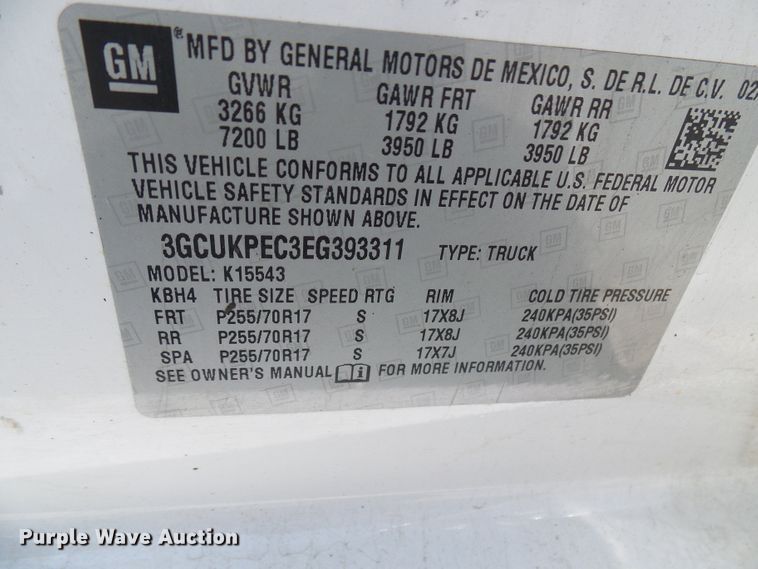 GM ® MFD BY GENERAL MOTORS DE MEXICO, S. DE R.L. DE C.V.
GVWR GAWR FRT GAWR RR
3266 KG 1792 KG 1792 KG
7200 LB 3950 LB 3950 LB
THIS VEHICLE CONFORMS TO ALL APPLICABLE U.S. FEDERAL MOTOR
VEHICLE SAFETY STANDARDS IN EFFECT ON THE DATE OF
MANUFACTURE SHOWN ABOVE.
3GCUKPEC3EG393311 TYPE: TRUCK
MODEL: K15543
KBH4 TIRE SIZE SPEED RTG RIM COLD TIRE PRESSURE
FRT P255/70R17 S 17X8J 240KPA(35PSI)
RR P255/70R17 S 17X8J 240KPA(35PSI)
SPA P255/70R17 S 17X7J 240KPA(35PSI)
SEE OWNER'S MANUAL i FOR MORE INFORMATION.
Purple Wave Auction